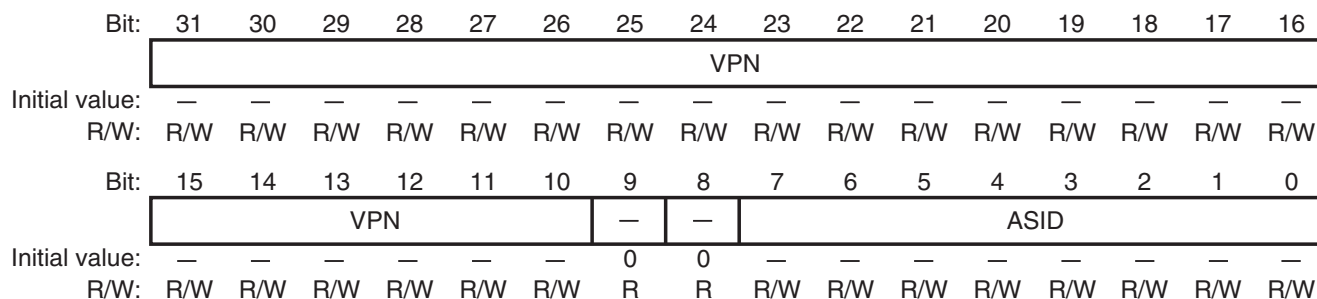 Bit: 31 30 29 28 27 26 25 24 23 22 21 20 19 18 17 16
VPN
Initial value: — — — — — — — — — — — — — — — —
R/W: R/W R/W R/W R/W R/W R/W R/W R/W R/W R/W R/W R/W R/W R/W R/W R/W
Bit: 15 14 13 12 11 10 9 8 7 6 5 4 3 2 1 0
VPN — — ASID
Initial value: — — — — — — 0 0 — — — — — — — —
R/W: R/W R/W R/W R/W R/W R/W R R R/W R/W R/W R/W R/W R/W R/W R/W